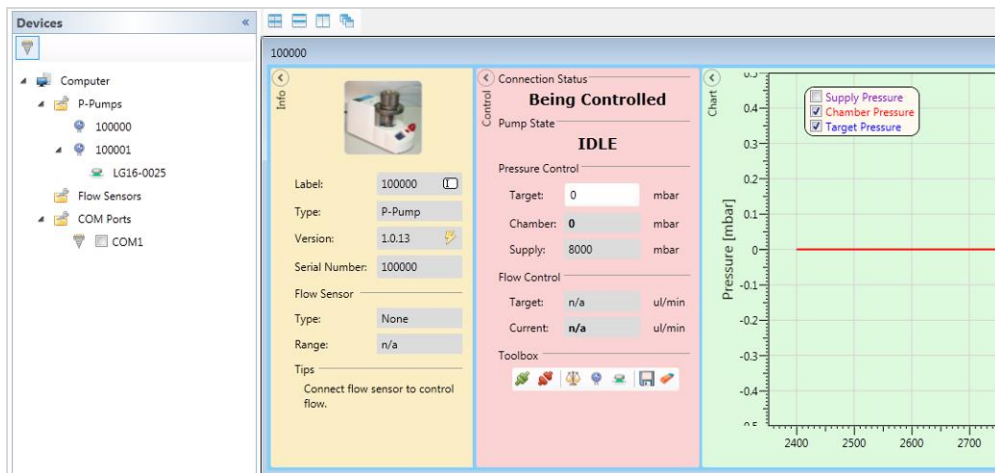 Devices
«
Computer
P-Pumps
100000
100001
LG16-0025
Flow Sensors
COM Ports
COM1
100000
Info
Label: 100000
Type: P-Pump
Version: 1.0.13
Serial Number: 100000
Flow Sensor
Type: None
Range: n/a
Tips
Connect flow sensor to control
flow.
Control
Connection Status
Being Controlled
Pump State
IDLE
Pressure Control
Target: 0 mbar
Chamber: 0 mbar
Supply: 8000 mbar
Flow Control
Target: n/a ul/min
Current: n/a ul/min
Toolbox
Chart
Supply Pressure
Chamber Pressure
Target Pressure
Pressure [mbar]
0.4
0.3
0.2
0.1
0
-0.1
-0.2
-0.3
-0.4
2400 2500 2600 2700